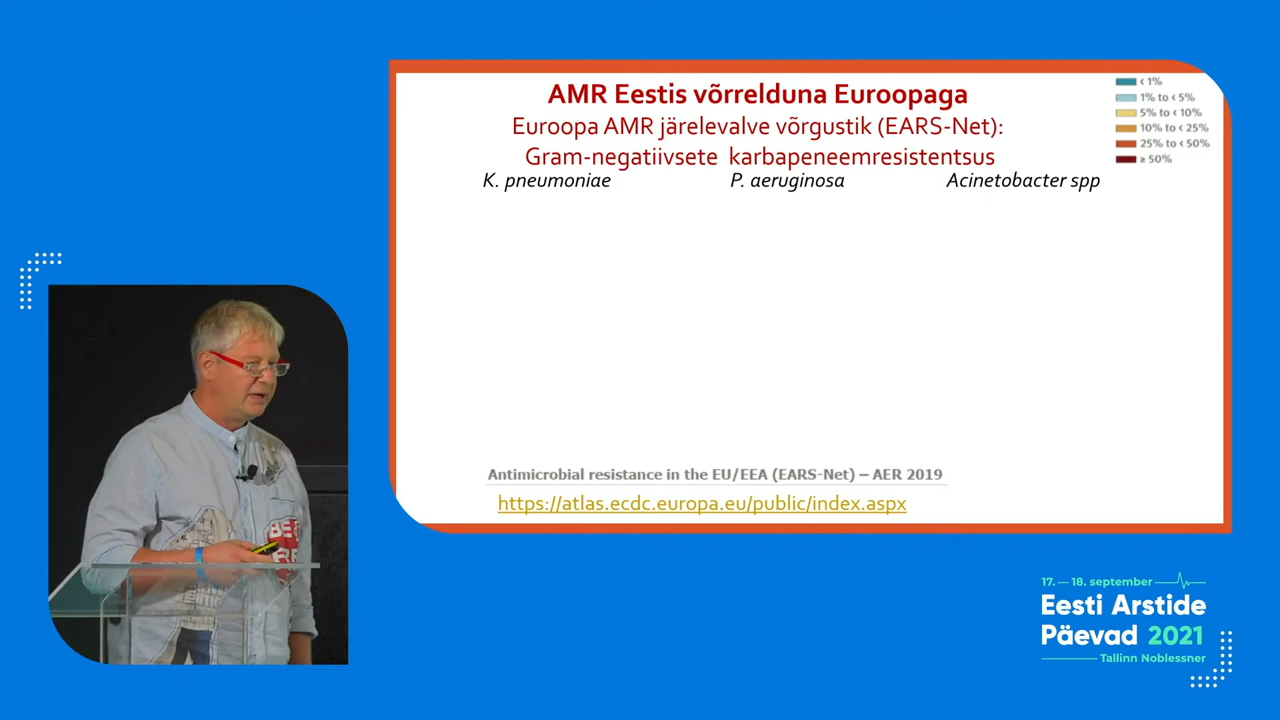 AMR Eestis võrrelduna Euroopaga
Euroopa AMR järelevalve võrgustik (EARS-Net):
Gram-negatiivsete karbapeneemresistentsus
K. pneumoniae P. aeruginosa Acinetobacter spp
< 1%
1% to < 5%
5% to < 10%
10% to < 25%
25% to < 50%
≥ 50%
Antimicrobial resistance in the EU/EEA (EARS-Net) – AER 2019
https://atlas.ecdc.europa.eu/public/index.aspx
17. — 18. september
Eesti Arstide
Päevad 2021
Tallinn Noblessner